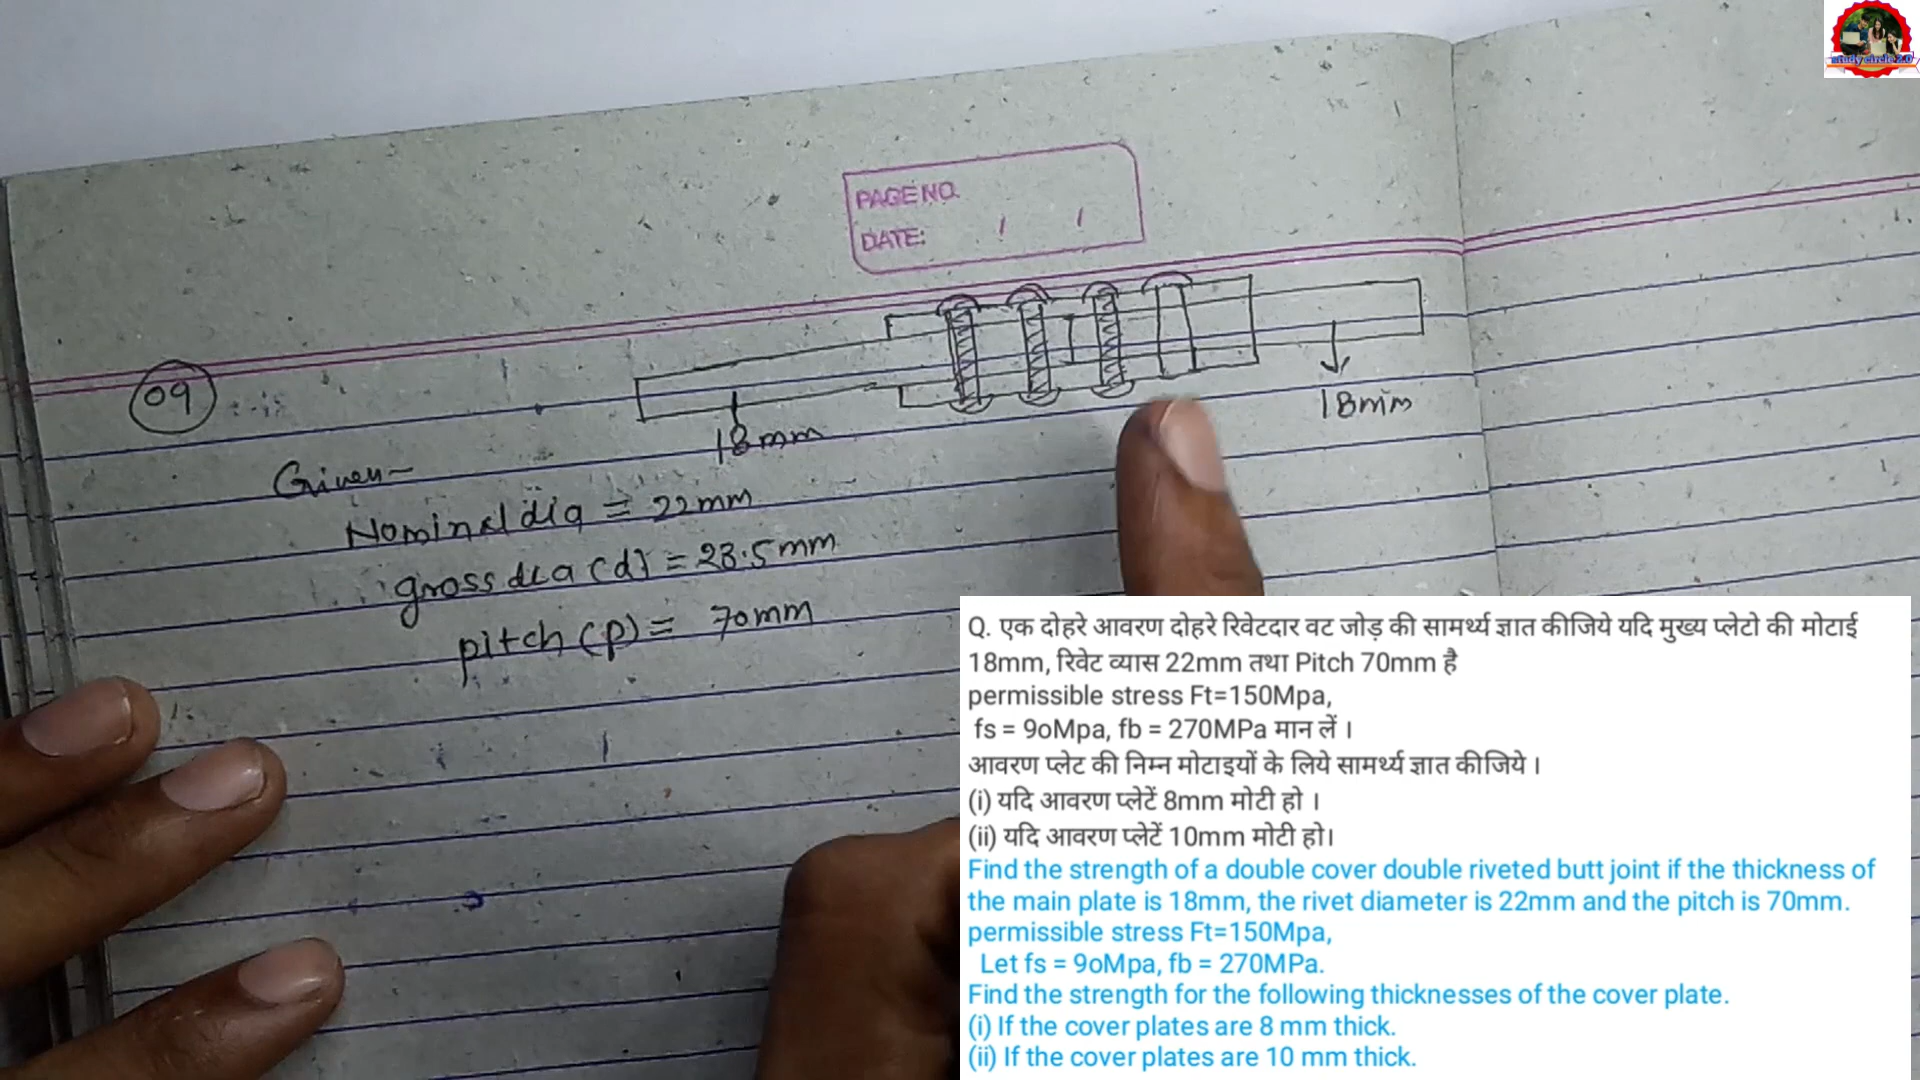 study circle 2.0
PAGE NO.
DATE: / /
09
18mm
18mm
Given-
Nominal dia = 22mm
gross dia (d) = 23.5mm
pitch (p) = 70mm
Q. एक दोहरे आवरण दोहरे रिवेटदार वट जोड़ की सामर्थ्य ज्ञात कीजिये यदि मुख्य प्लेटो की मोटाई
18mm, रिवेट व्यास 22mm तथा Pitch 70mm है
permissible stress Ft=150Mpa,
fs = 9oMpa, fb = 270MPa मान लें ।
आवरण प्लेट की निम्न मोटाइयों के लिये सामर्थ्य ज्ञात कीजिये ।
(i) यदि आवरण प्लेटें 8mm मोटी हो ।
(ii) यदि आवरण प्लेटें 10mm मोटी हो।
Find the strength of a double cover double riveted butt joint if the thickness of
the main plate is 18mm, the rivet diameter is 22mm and the pitch is 70mm.
permissible stress Ft=150Mpa,
Let fs = 9oMpa, fb = 270MPa.
Find the strength for the following thicknesses of the cover plate.
(i) If the cover plates are 8 mm thick.
(ii) If the cover plates are 10 mm thick.